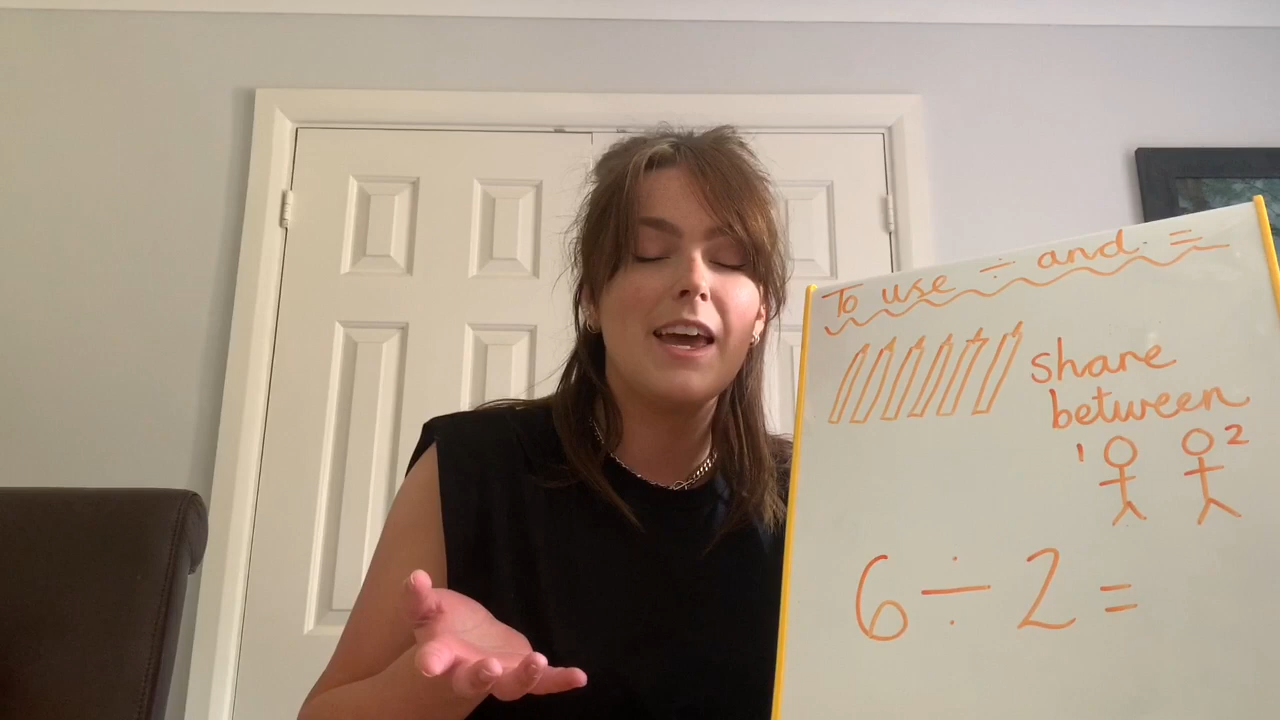 To use ÷ and =
share
between
1 2
6 ÷ 2 =